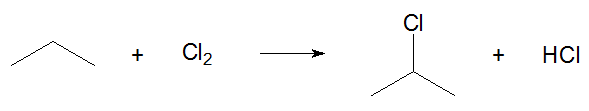 Cl
+ Cl₂ + HCl